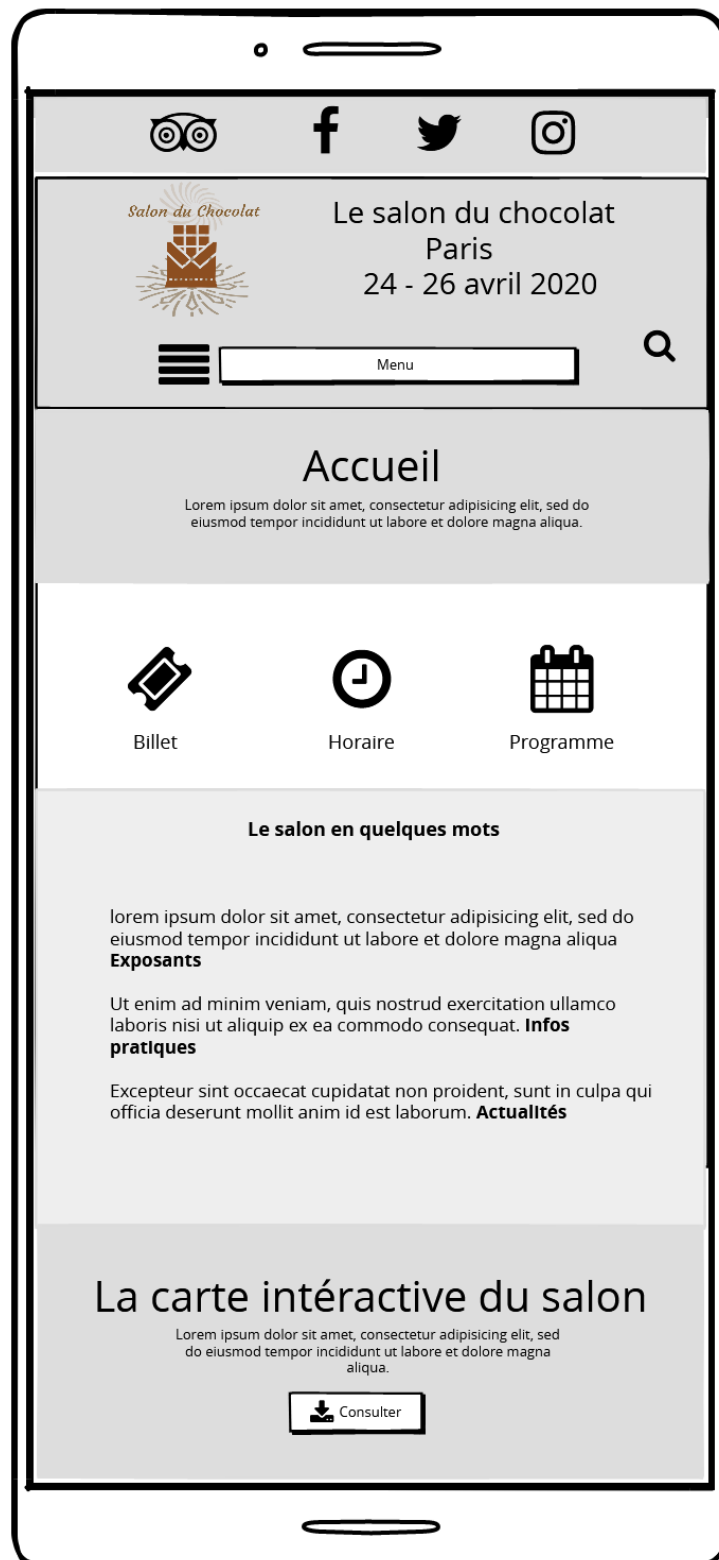 Salon du Chocolat
Le salon du chocolat
Paris
24 - 26 avril 2020
Menu
Accueil
Lorem ipsum dolor sit amet, consectetur adipisicing elit, sed do
eiusmod tempor incididunt ut labore et dolore magna aliqua.
Billet
Horaire
Programme
Le salon en quelques mots
lorem ipsum dolor sit amet, consectetur adipisicing elit, sed do
eiusmod tempor incididunt ut labore et dolore magna aliqua
Exposants
Ut enim ad minim veniam, quis nostrud exercitation ullamco
laboris nisi ut aliquip ex ea commodo consequat. Infos
pratiques
Excepteur sint occaecat cupidatat non proident, sunt in culpa qui
officia deserunt mollit anim id est laborum. Actualités
La carte intéractive du salon
Lorem ipsum dolor sit amet, consectetur adipisicing elit, sed
do eiusmod tempor incididunt ut labore et dolore magna
aliqua.
Consulter